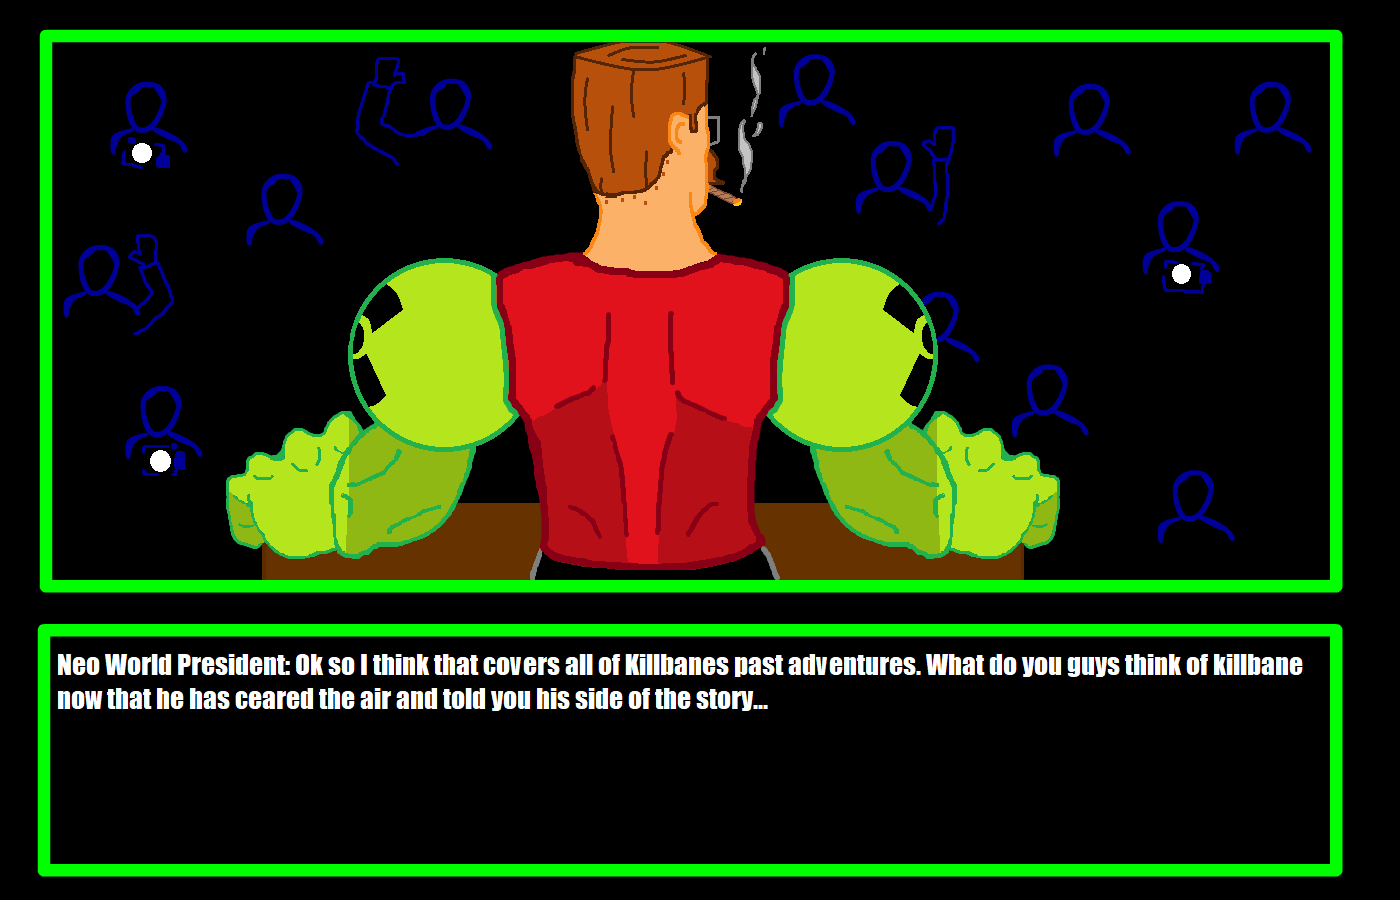 Neo World President: Ok so I think that covers all of Killbanes past adventures. What do you guys think of killbane
now that he has ceared the air and told you his side of the story...